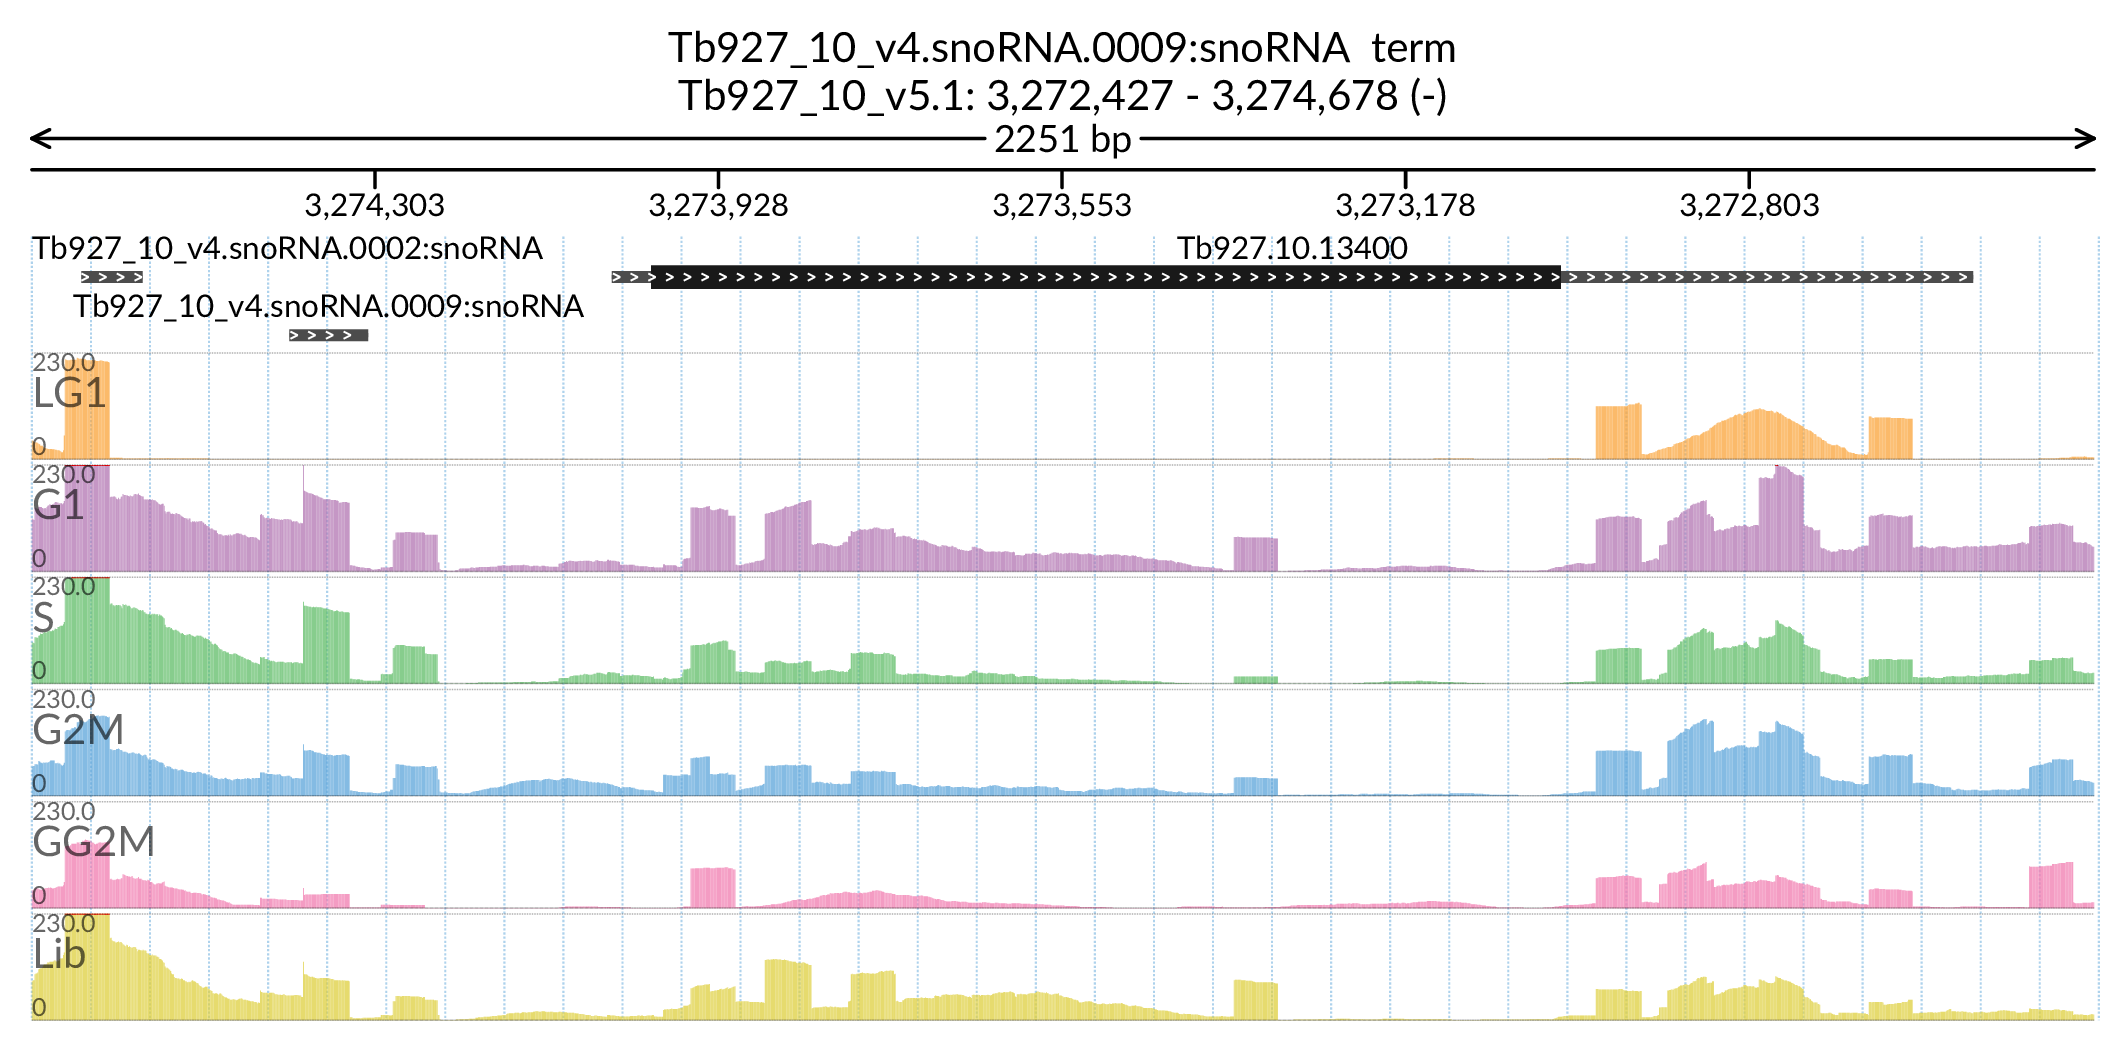 Tb927_10_v4.snoRNA.0009:snoRNA term
Tb927_10_v5.1: 3,272,427 - 3,274,678 (-)
2251 bp
3,274,303 3,273,928 3,273,553 3,273,178 2,272,803
Tb927_10_v4.snoRNA.0002:snoRNA Tb927.10.13400
Tb927_10_v4.snoRNA.0009:snoRNA
230.0
LG1
0
230.0
G1
0
230.0
S
0
230.0
G2M
0
230.0
GG2M
0
230.0
Lib
0